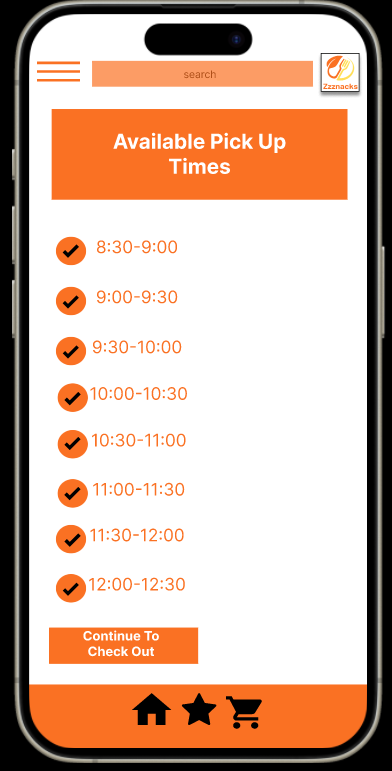 search
Zzznacks
Available Pick Up
Times
8:30-9:00
9:00-9:30
9:30-10:00
10:00-10:30
10:30-11:00
11:00-11:30
11:30-12:00
12:00-12:30
Continue To
Check Out